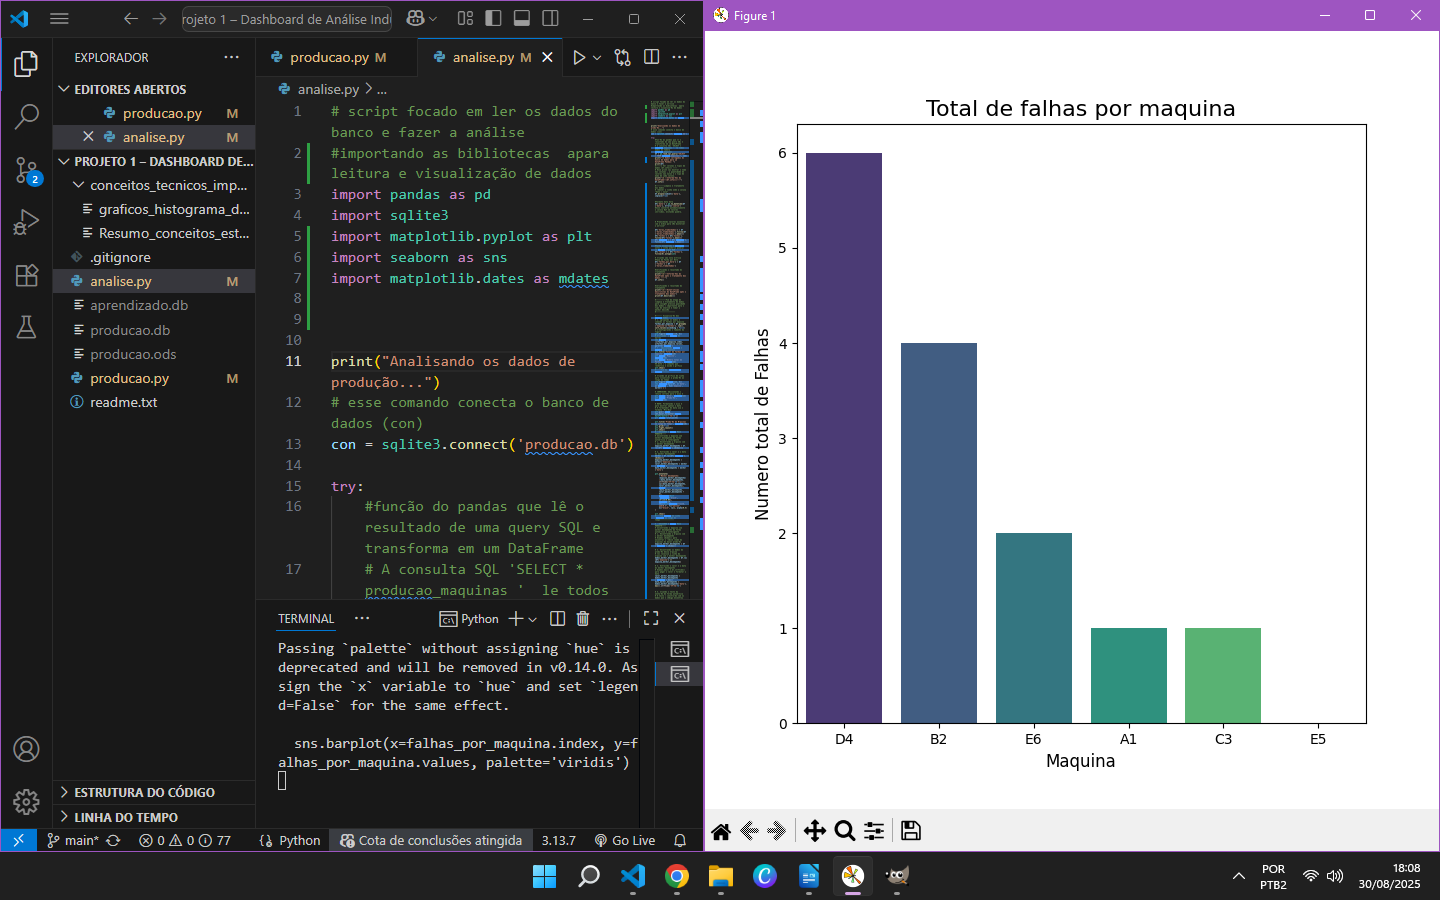 rojeto 1 – Dashboard de Análise Indu
EXPLORADOR
EDITORES ABERTOS
producao.py M
analise.py M
PROJETO 1 – DASHBOARD DE...
conceitos_tecnicos_imp...
graficos_histograma_d...
Resumo_conceitos_est...
.gitignore
analise.py M
aprendizado.db
producao.db
producao.ods
producao.py M
readme.txt
ESTRUTURA DO CÓDIGO
LINHA DO TEMPO
2
producao.py M
analise.py M
analise.py > ...
1 # script focado em ler os dados do
banco e fazer a análise
2 #importando as bibliotecas  apara
leitura e visualização de dados
3 import pandas as pd
4 import sqlite3
5 import matplotlib.pyplot as plt
6 import seaborn as sns
7 import matplotlib.dates as mdates
8
9
10
11 print("Analisando os dados de
produção...")
12 # esse comando conecta o banco de
dados (con)
13 con = sqlite3.connect('producao.db')
14
15 try:
16 #função do pandas que lê o
resultado de uma query SQL e
transforma em um DataFrame
17 # A consulta SQL 'SELECT *
producao_maquinas '  le todos
TERMINAL
Python
Passing `palette` without assigning `hue` is
deprecated and will be removed in v0.14.0. As
sign the `x` variable to `hue` and set `legen
d=False` for the same effect.
sns.barplot(x=falhas_por_maquina.index, y=f
alhas_por_maquina.values, palette='viridis')
main* 0 0 77 Python Cota de conclusões atingida 3.13.7 Go Live
Figure 1
Total de falhas por maquina
Numero total de Falhas
6
5
4
3
2
1
0
D4 B2 E6 A1 C3 E5
Maquina
POR
PTB2
18:08
30/08/2025